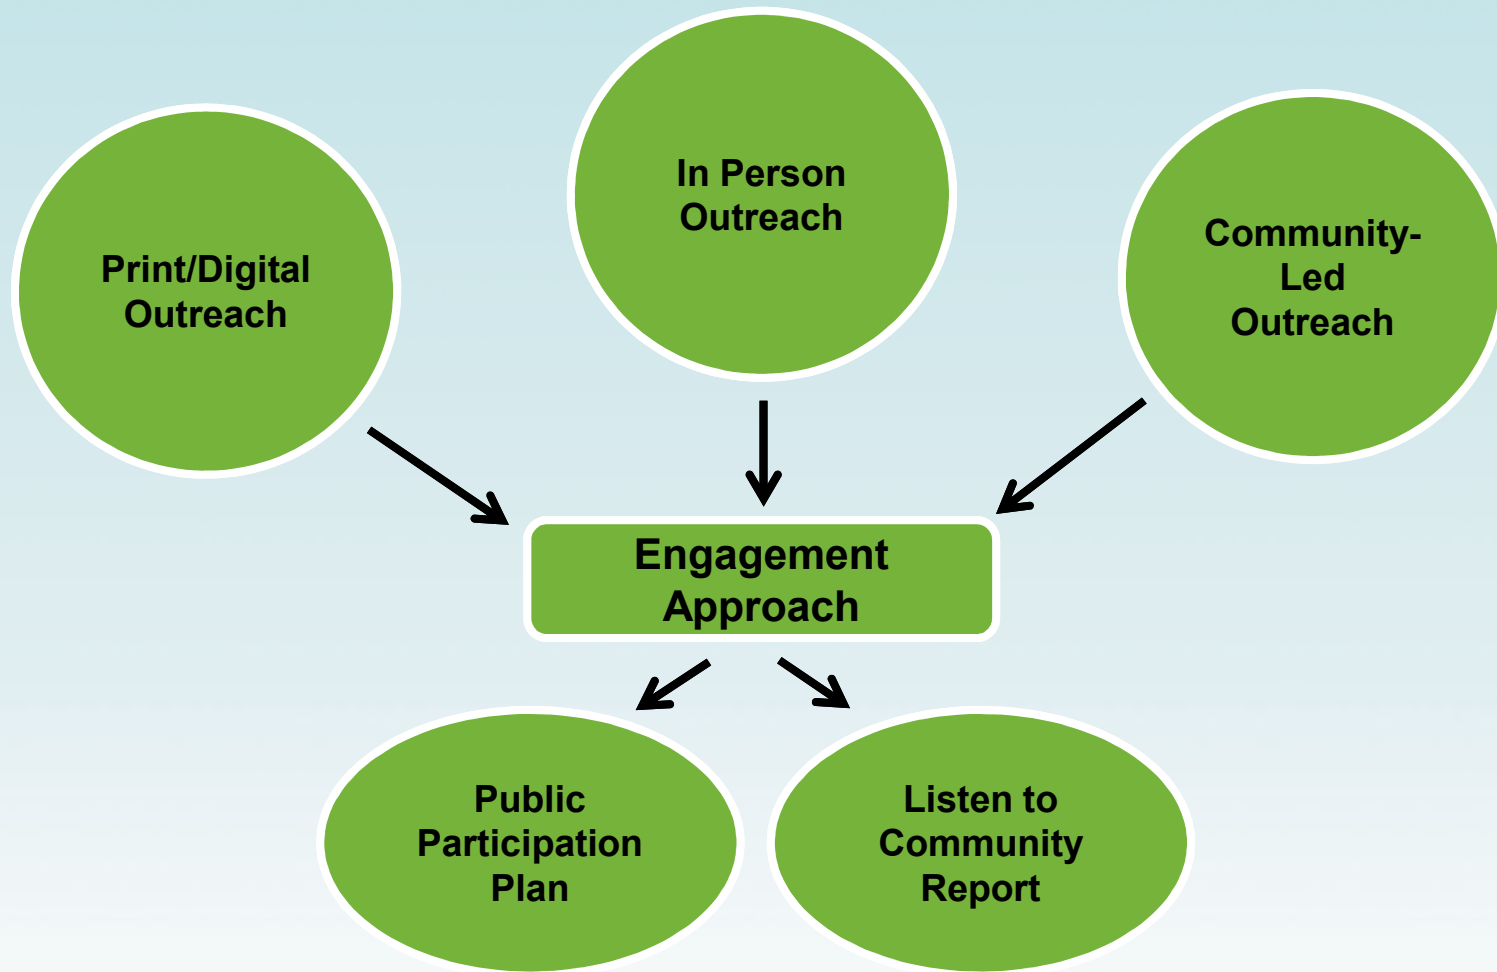 Print/Digital
Outreach
In Person
Outreach
Community-
Led
Outreach
Engagement
Approach
Public
Participation
Plan
Listen to
Community
Report